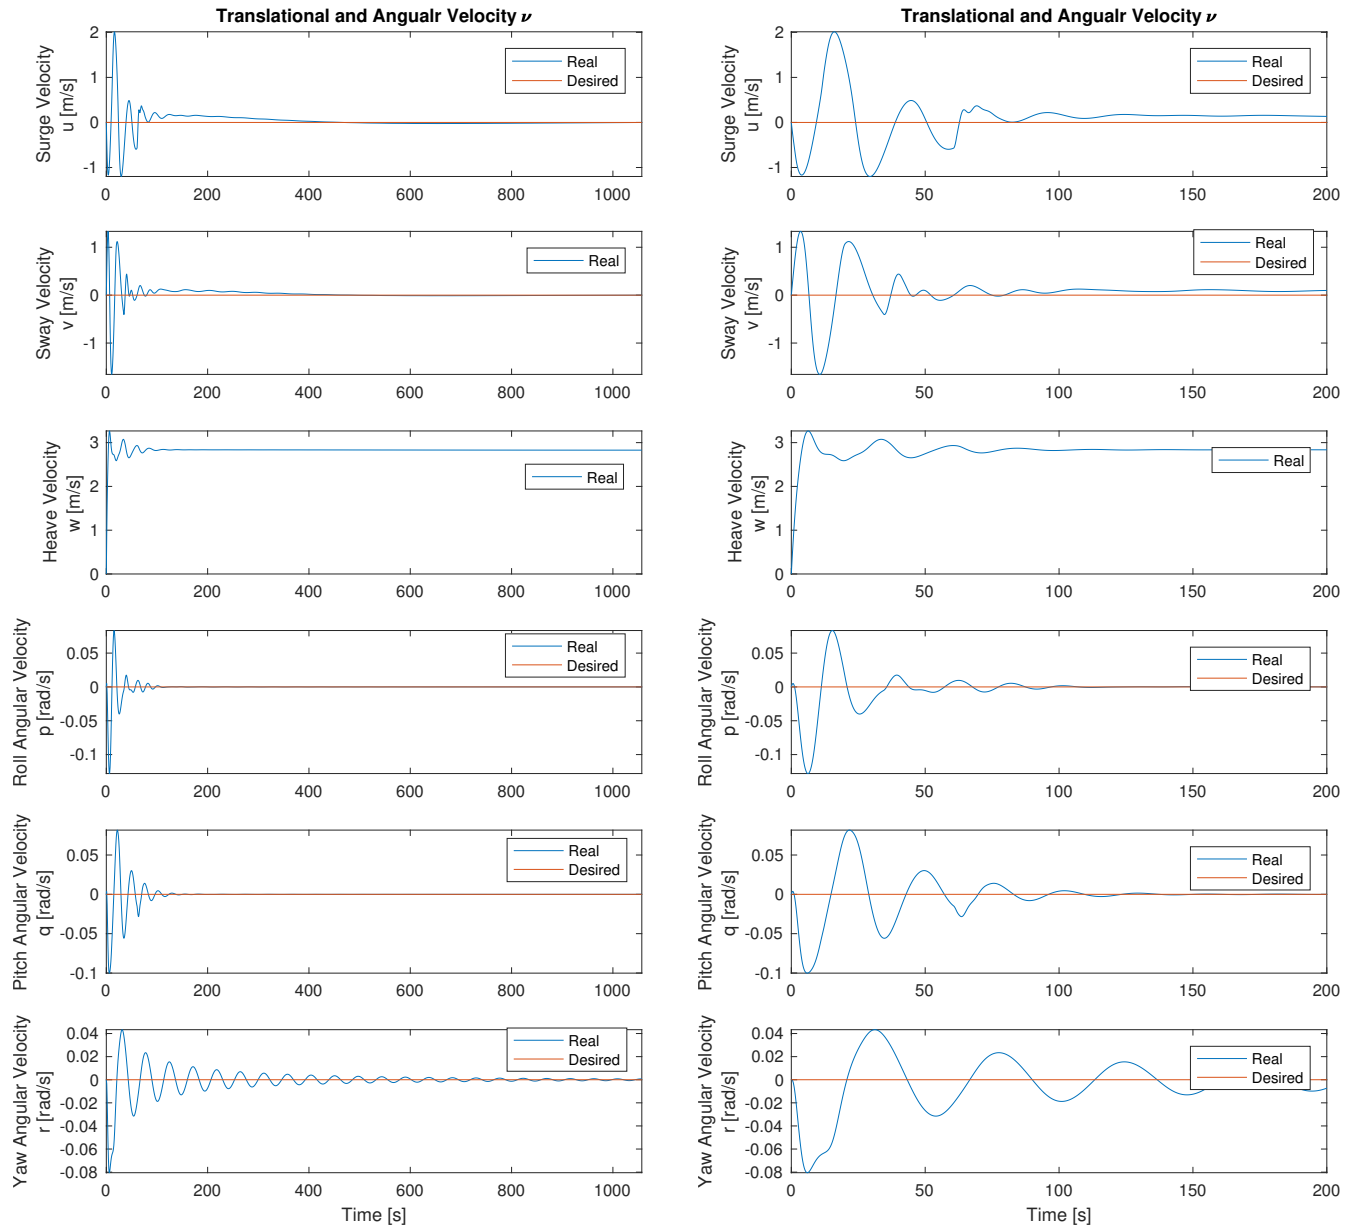 Translational and Angualr Velocity ν
Surge Velocity
u [m/s]
2
1
0
-1
Real
Desired
0 200 400 600 800 1000
Sway Velocity
v [m/s]
1
0
-1
Real
0 200 400 600 800 1000
Heave Velocity
w [m/s]
3
2
1
0
Real
0 200 400 600 800 1000
Roll Angular Velocity
p [rad/s]
0.05
0
-0.05
-0.1
Real
Desired
0 200 400 600 800 1000
Pitch Angular Velocity
q [rad/s]
0.05
0
-0.05
-0.1
Real
Desired
0 200 400 600 800 1000
Yaw Angular Velocity
r [rad/s]
0.04
0.02
0
-0.02
-0.04
-0.06
-0.08
Real
Desired
0 200 400 600 800 1000
Time [s]
Translational and Angualr Velocity ν
Surge Velocity
u [m/s]
2
1
0
-1
Real
Desired
0 50 100 150 200
Sway Velocity
v [m/s]
1
0
-1
Real
Desired
0 50 100 150 200
Heave Velocity
w [m/s]
3
2
1
0
Real
0 50 100 150 200
Roll Angular Velocity
p [rad/s]
0.05
0
-0.05
-0.1
Real
Desired
0 50 100 150 200
Pitch Angular Velocity
q [rad/s]
0.05
0
-0.05
-0.1
Real
Desired
0 50 100 150 200
Yaw Angular Velocity
r [rad/s]
0.04
0.02
0
-0.02
-0.04
-0.06
-0.08
Real
Desired
0 50 100 150 200
Time [s]